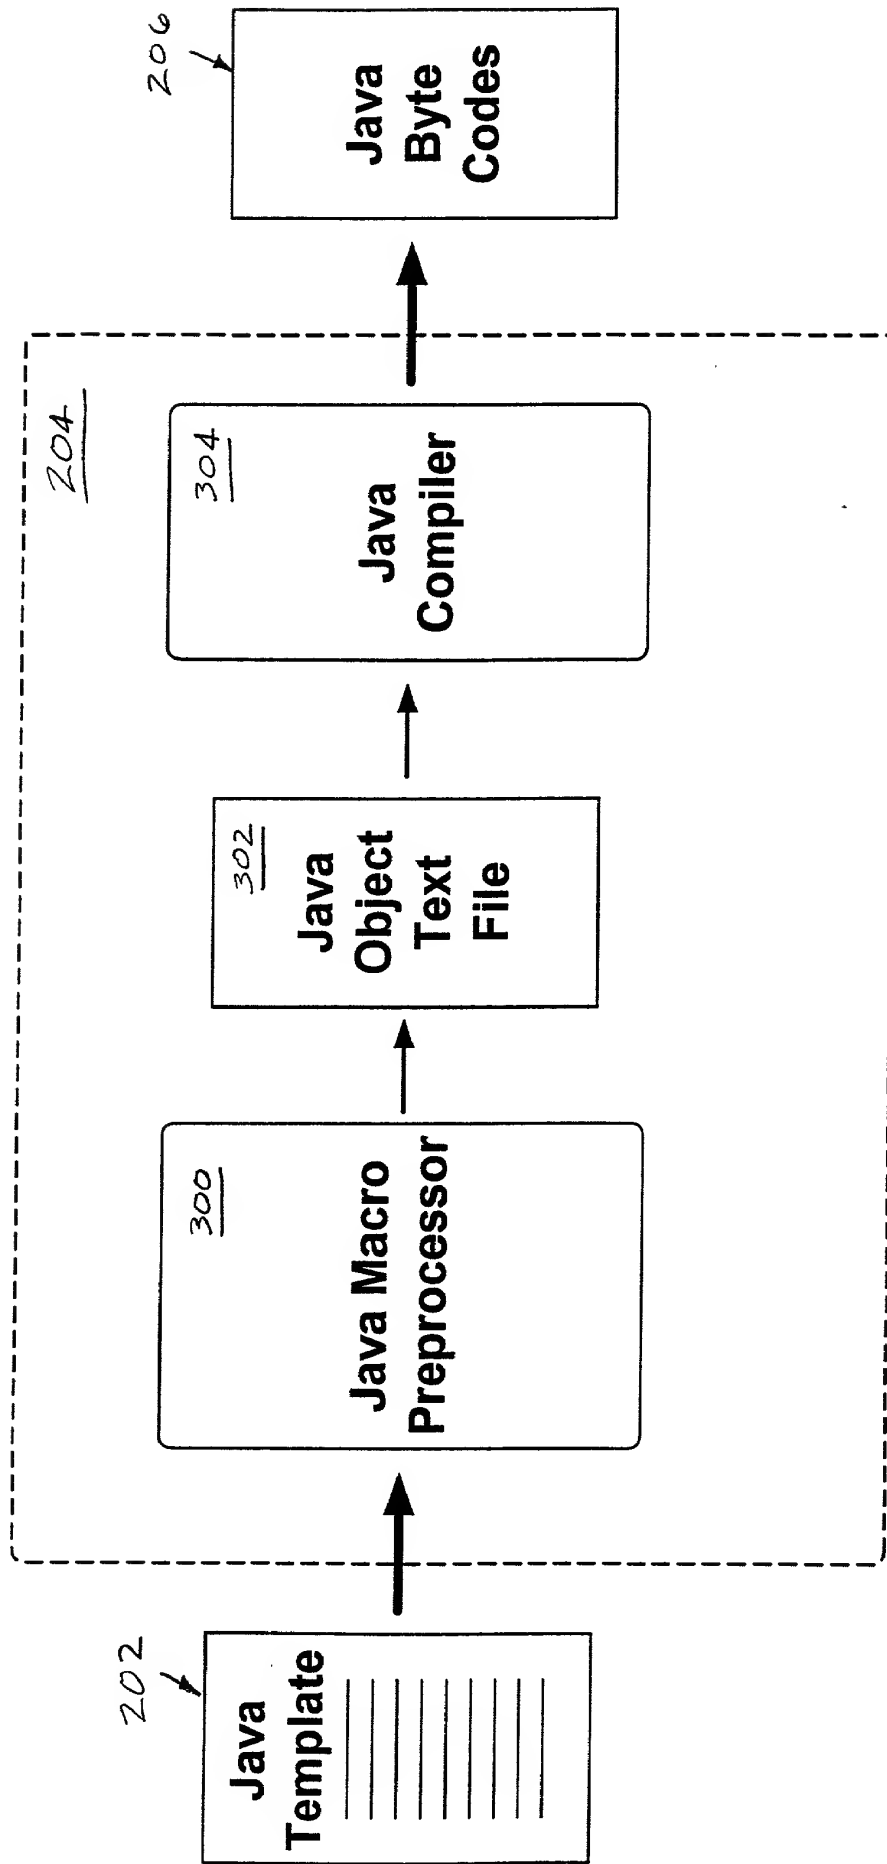 202
Java
Template
204
300
Java Macro
Preprocessor
302
Java
Object
Text
File
304
Java
Compiler
206
Java
Byte
Codes